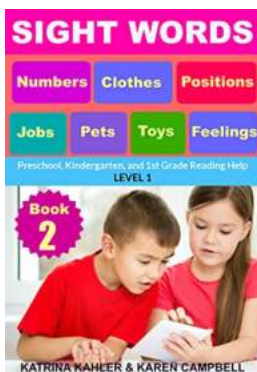 SIGHT WORDS
Numbers Clothes Positions
Jobs Pets Toys Feelings
Preschool, Kindergarten, and 1st Grade Reading Help
LEVEL 1
Book
2
KATRINA KAHLER & KAREN CAMPBELL